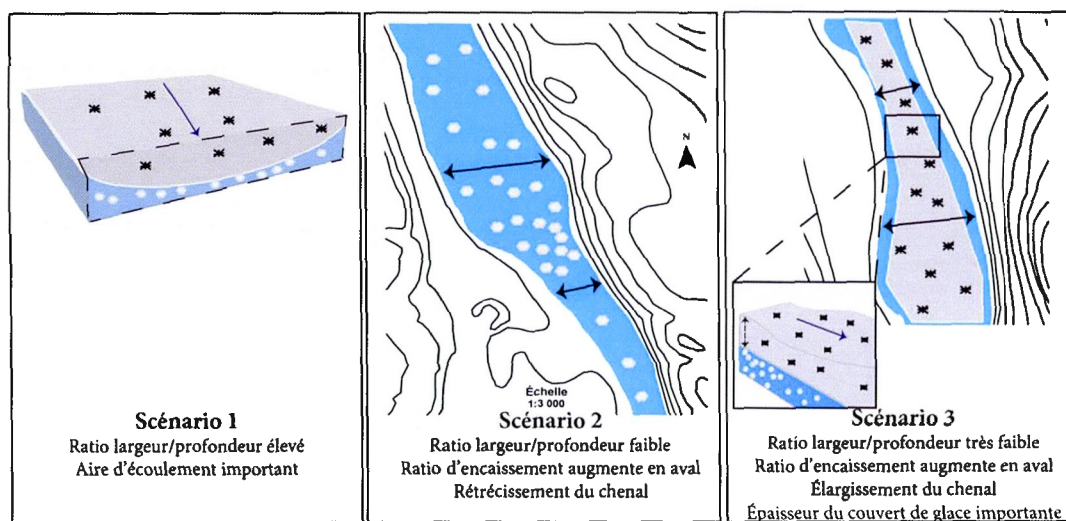 Scénario 1
Ratio largeur/profondeur élevé
Aire d'écoulement important
N
Échelle
1:3 000
Scénario 2
Ratio largeur/profondeur faible
Ratio d'encaissement augmente en aval
Rétrécissement du chenal
Scénario 3
Ratio largeur/profondeur très faible
Ratio d'encaissement augmente en aval
Élargissement du chenal
Épaisseur du couvert de glace importante